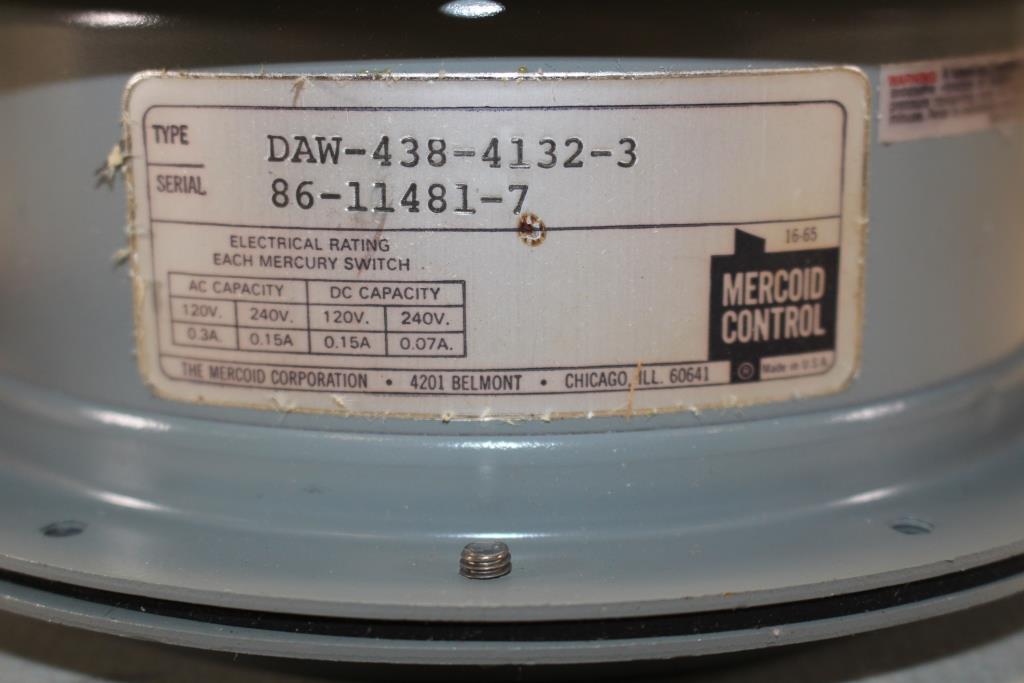 TYPE DAW-438-4132-3
SERIAL 86-11481-7
ELECTRICAL RATING
EACH MERCURY SWITCH
AC CAPACITY DC CAPACITY
120V. 240V. 120V. 240V.
0.3A. 0.15A 0.15A 0.07A.
16-65
MERCOID
CONTROL
® Made in U.S.A.
THE MERCOID CORPORATION • 4201 BELMONT • CHICAGO, ILL. 60641
WARNING